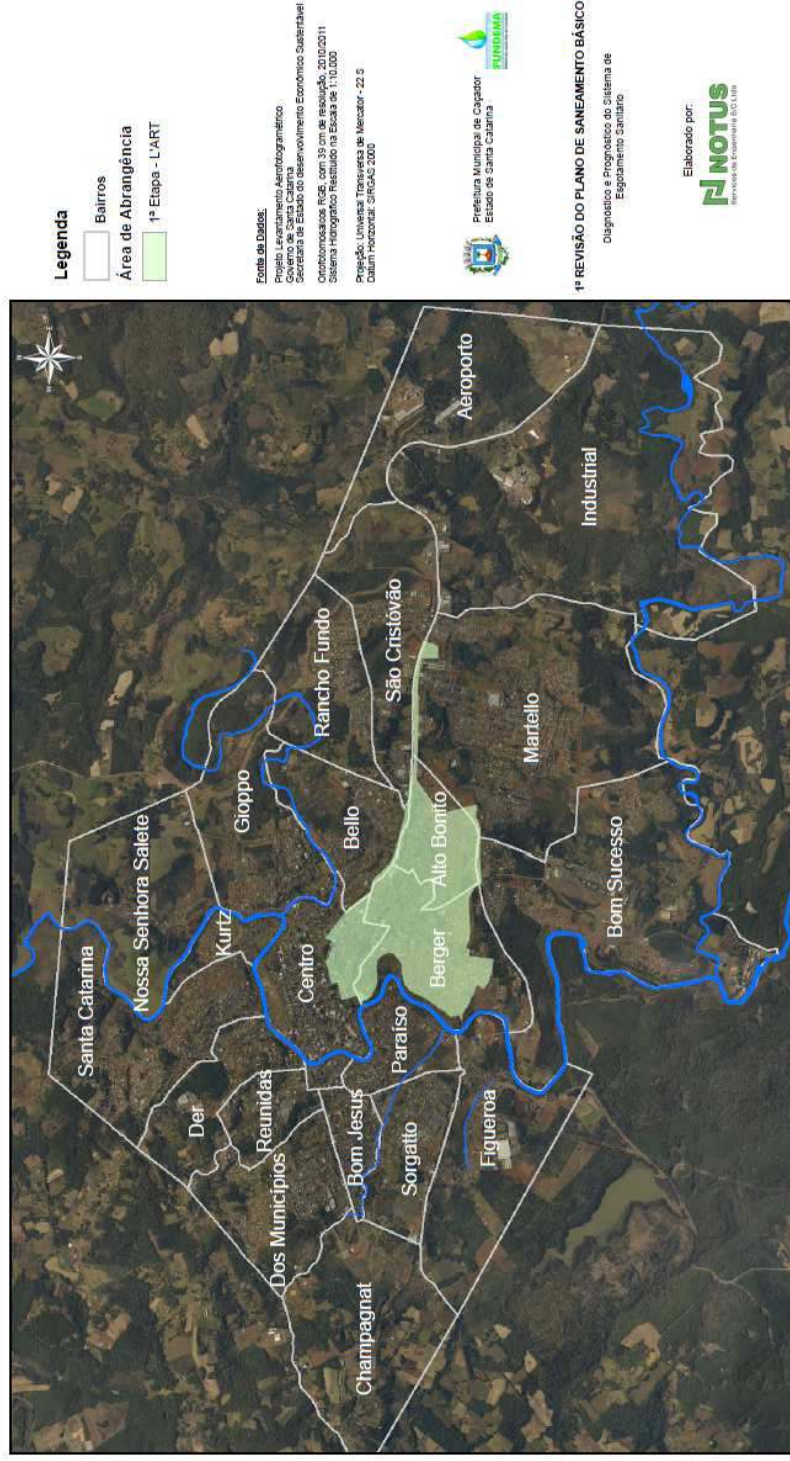 Legenda
Bairros
Área de Abrangência
1ª Etapa - L'ART
Fonte de Dados:
Projeto Levantamento Aerofotogramétrico
Governo de Santa Catarina
Secretaria de Estado do desenvolvimento Econômico Sustentável
Ortofotomosaicos RGB, com 39 cm de resolução, 2010/2011
Sistema Hidrográfico Restituído na Escala de 1:10.000
Projeção: Universal Transversa de Mercator - 22 S
Datum Horizontal: SIRGAS 2000
Prefeitura Municipal de Caçador
Estado de Santa Catarina
FUNDEMA
1ª REVISÃO DO PLANO DE SANEAMENTO BÁSICO
Diagnóstico e Prognóstico do Sistema de
Esgotamento Sanitário
Elaborado por:
NOTUS
Serviços de Engenharia S/C Ltda
N
E
S
W
Santa Catarina
Nossa Senhora Salete
Kurtz
Gioppo
Der
Reunidas
Dos Municípios
Centro
Bello
Rancho Fundo
São Cristóvão
Aeroporto
Champagnat
Bom Jesus
Paraíso
Sorgatto
Berger
Alto Bonito
Figueroa
Martello
Industrial
Bom Sucesso